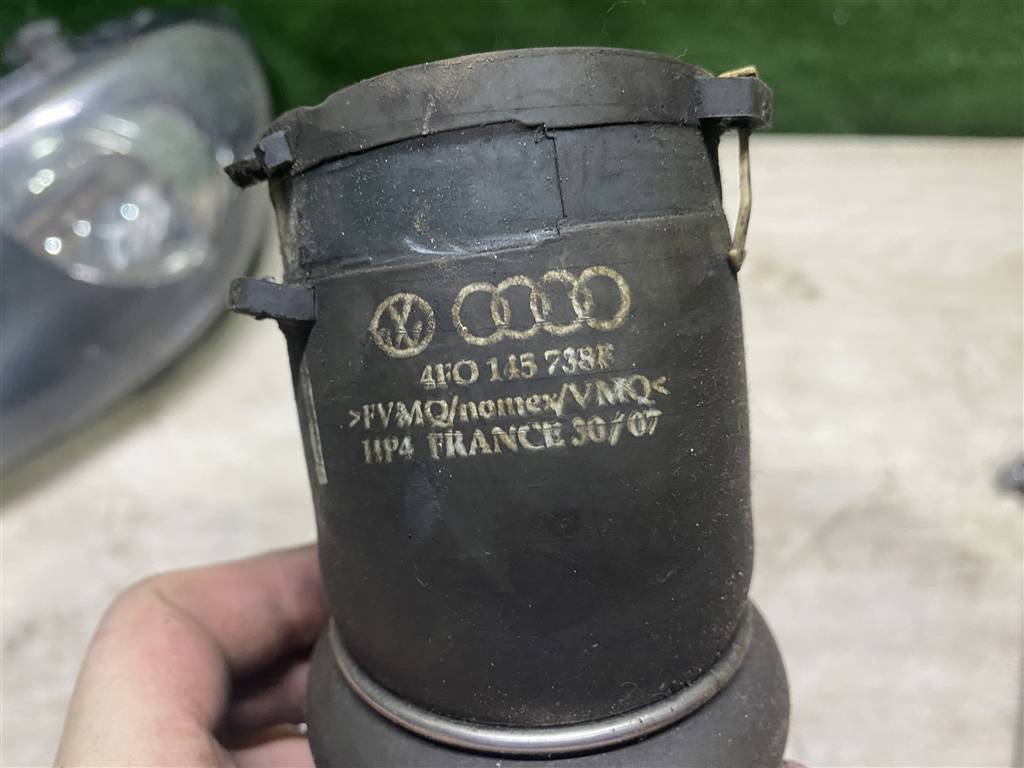 4F0 145 738F
>FVMQ/nomex/VMQ<
HP4 FRANCE 30/07